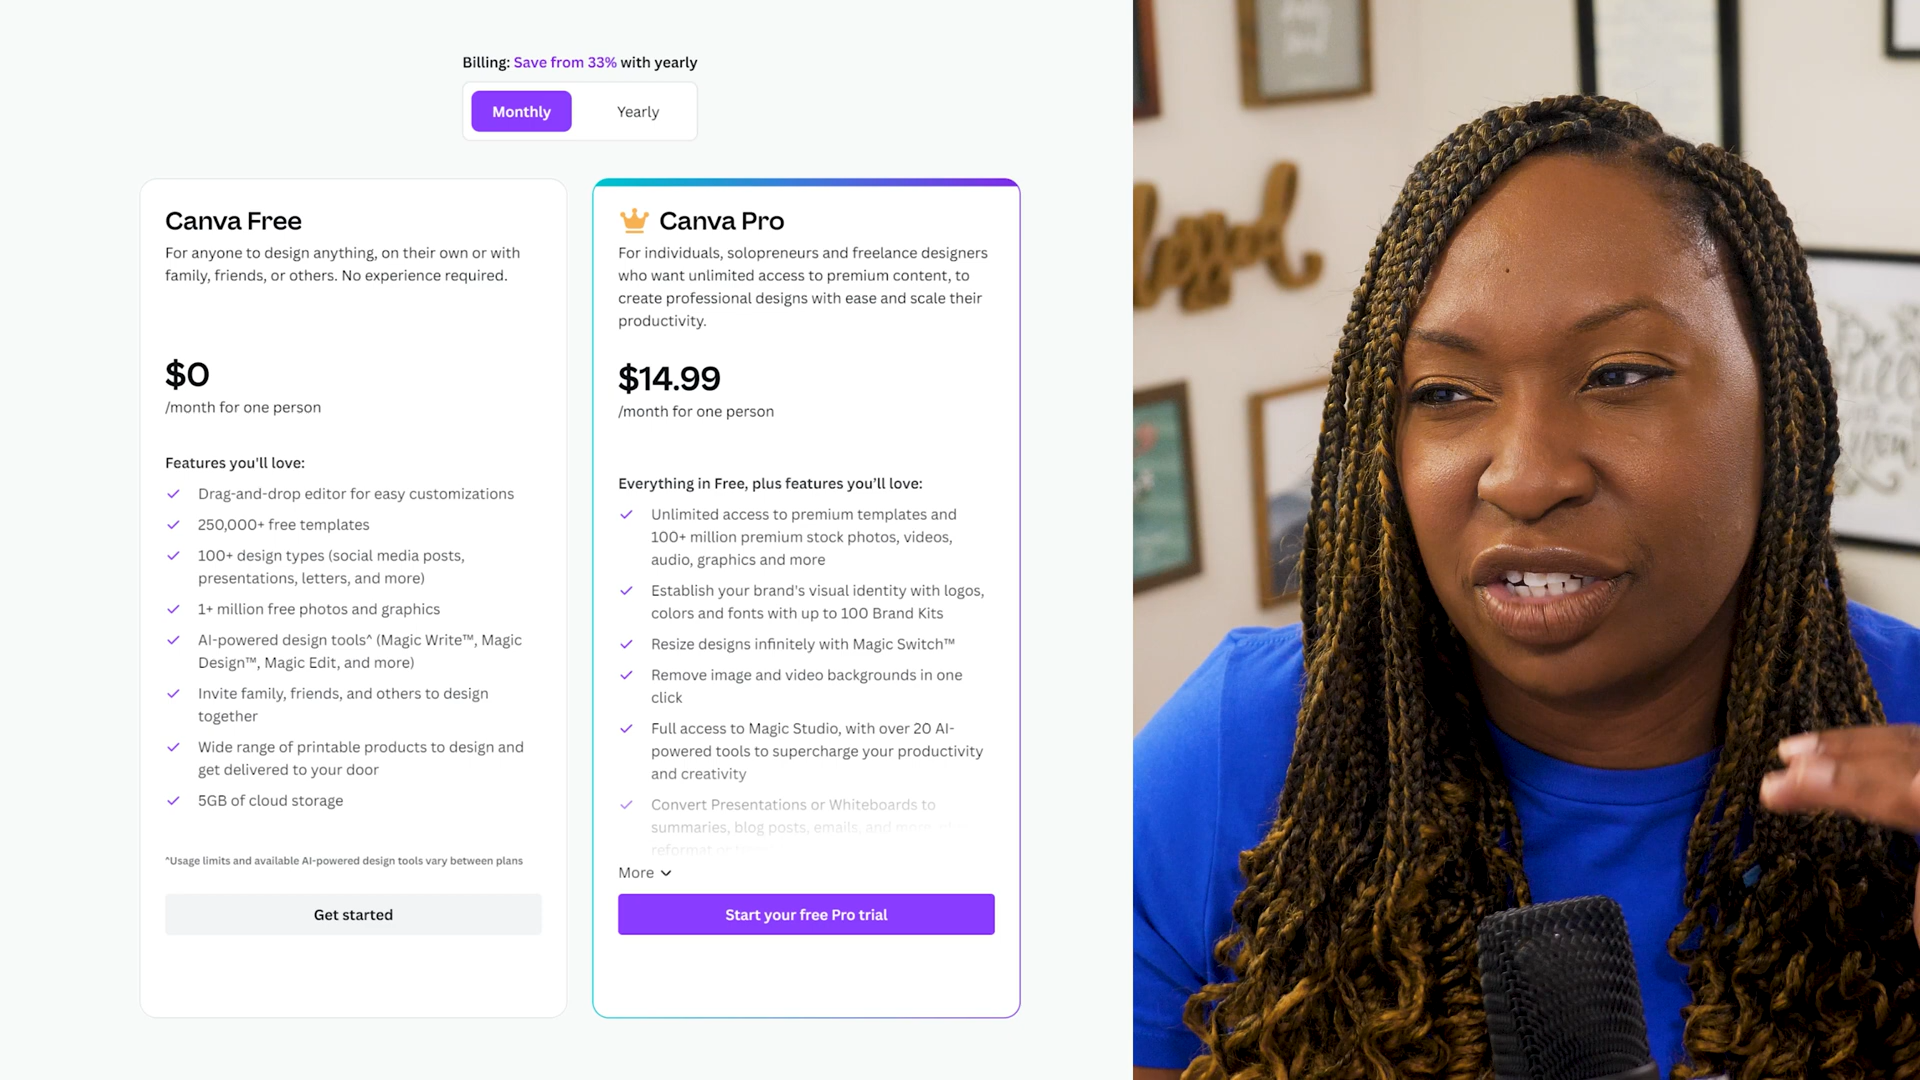 Billing: Save from 33% with yearly
Monthly
Yearly
Canva Free
For anyone to design anything, on their own or with
family, friends, or others. No experience required.
$0
/month for one person
Features you'll love:
Drag-and-drop editor for easy customizations
250,000+ free templates
100+ design types (social media posts,
presentations, letters, and more)
1+ million free photos and graphics
AI-powered design tools^ (Magic Write™, Magic
Design™, Magic Edit, and more)
Invite family, friends, and others to design
together
Wide range of printable products to design and
get delivered to your door
5GB of cloud storage
^Usage limits and available AI-powered design tools vary between plans
Get started
Canva Pro
For individuals, solopreneurs and freelance designers
who want unlimited access to premium content, to
create professional designs with ease and scale their
productivity.
$14.99
/month for one person
Everything in Free, plus features you’ll love:
Unlimited access to premium templates and
100+ million premium stock photos, videos,
audio, graphics and more
Establish your brand's visual identity with logos,
colors and fonts with up to 100 Brand Kits
Resize designs infinitely with Magic Switch™
Remove image and video backgrounds in one
click
Full access to Magic Studio, with over 20 AI-
powered tools to supercharge your productivity
and creativity
Convert Presentations or Whiteboards to
summaries, blog posts, emails, and more
reformat or
More
Start your free Pro trial